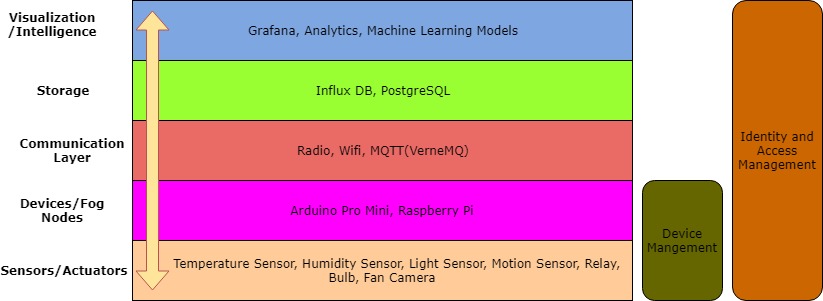 Visualization
/Intelligence
Grafana, Analytics, Machine Learning Models
Storage
Influx DB, PostgreSQL
Communication
Layer
Radio, Wifi, MQTT(VerneMQ)
Devices/Fog
Nodes
Arduino Pro Mini, Raspberry Pi
Sensors/Actuators
Temperature Sensor, Humidity Sensor, Light Sensor, Motion Sensor, Relay,
Bulb, Fan Camera
Device
Mangement
Identity and
Access
Management